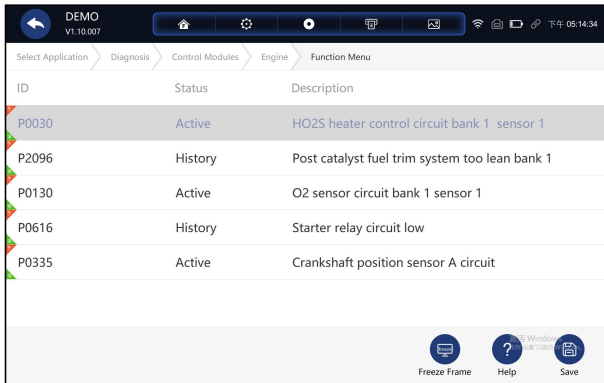 DEMO
V1.10.007
下午 05:14:34
Select Application Diagnosis Control Modules Engine Function Menu
ID Status Description
P0030 Active HO2S heater control circuit bank 1 sensor 1
P2096 History Post catalyst fuel trim system too lean bank 1
P0130 Active O2 sensor circuit bank 1 sensor 1
P0616 History Starter relay circuit low
P0335 Active Crankshaft position sensor A circuit
Freeze Frame Help Save